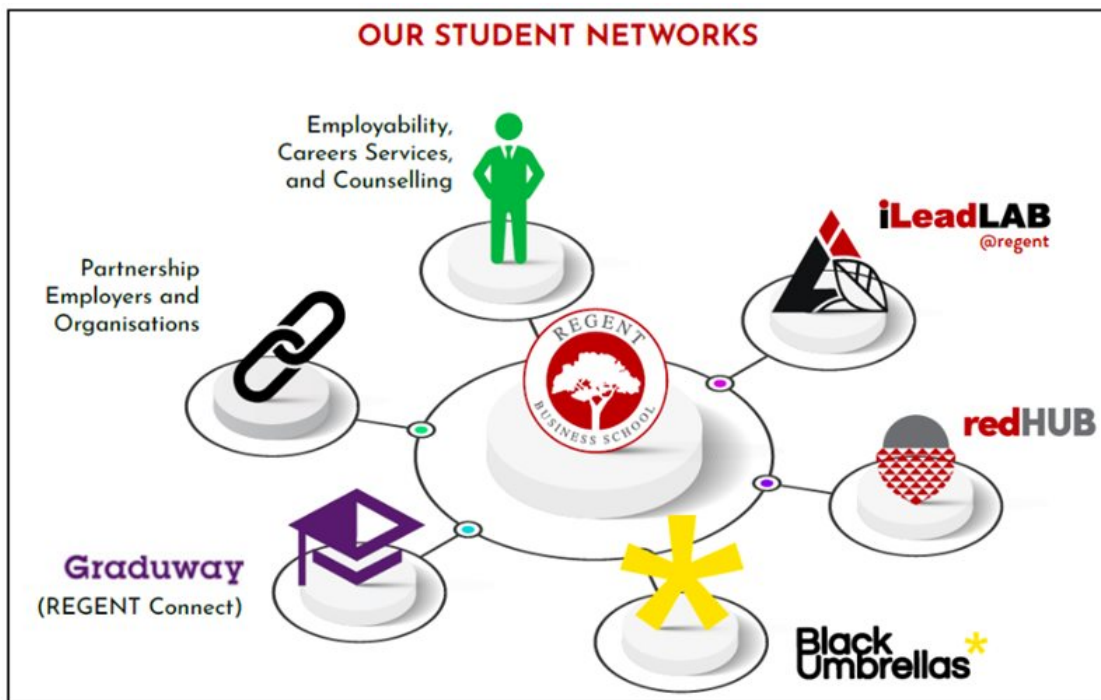 OUR STUDENT NETWORKS
Employability,
Careers Services,
and Counselling
iLeadLAB
@regent
Partnership
Employers and
Organisations
REGENT
BUSINESS SCHOOL
redHUB
Graduway
(REGENT Connect)
Black
Umbrellas*